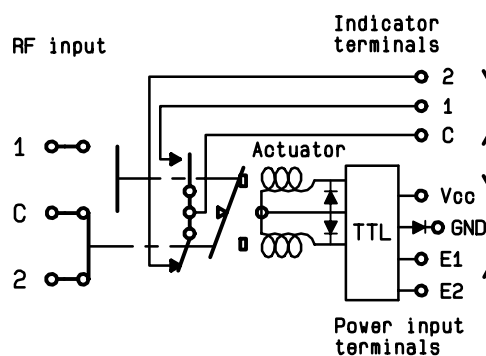 Indicator
terminals
RF input
2
1
C
1
Actuator
Vcc
C
GND
TTL
E1
2
E2
Power input
terminals